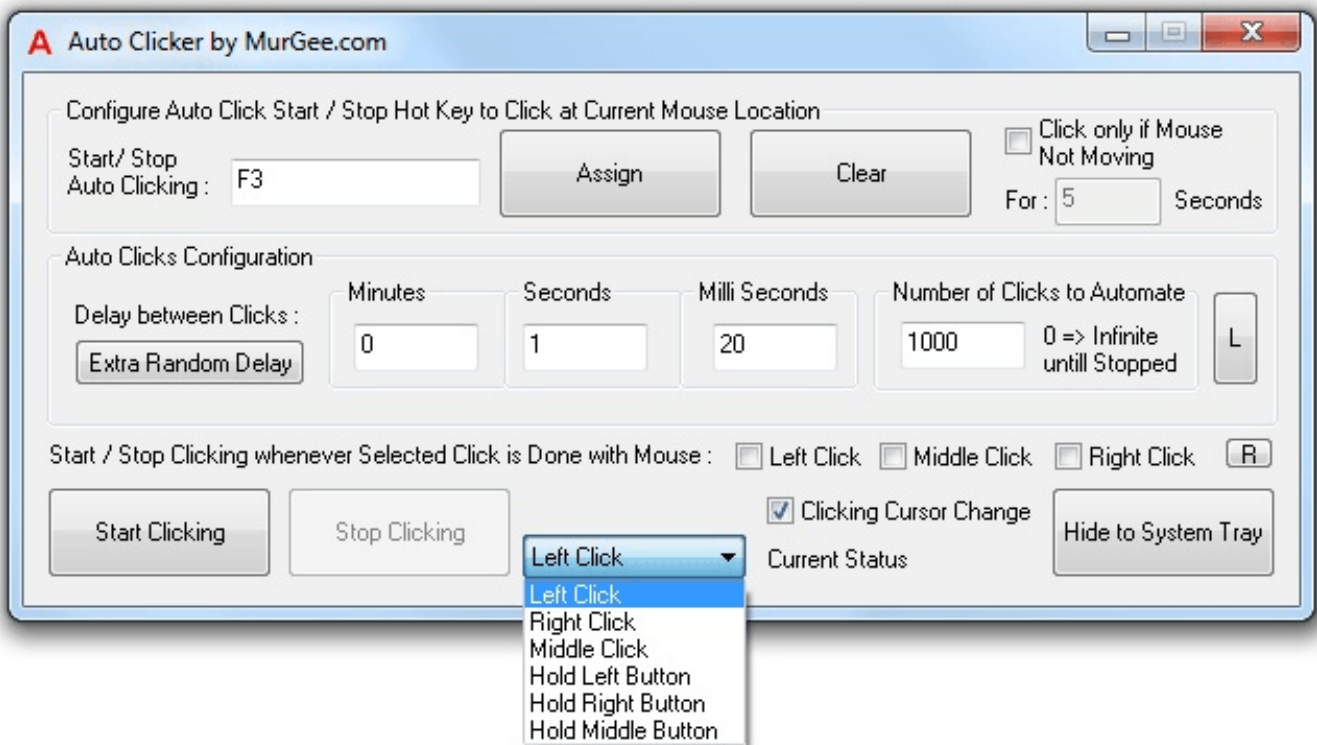 A Auto Clicker by MurGee.com
Configure Auto Click Start / Stop Hot Key to Click at Current Mouse Location
Start/ Stop
Auto Clicking :
F3
Assign
Clear
Click only if Mouse
Not Moving
For : 5 Seconds
Auto Clicks Configuration
Delay between Clicks :
Extra Random Delay
Minutes
0
Seconds
1
Milli Seconds
20
Number of Clicks to Automate
1000
0 => Infinite
untill Stopped
L
Start / Stop Clicking whenever Selected Click is Done with Mouse : Left Click Middle Click Right Click R
Start Clicking
Stop Clicking
Left Click
Left Click
Right Click
Middle Click
Hold Left Button
Hold Right Button
Hold Middle Button
Clicking Cursor Change
Current Status
Hide to System Tray